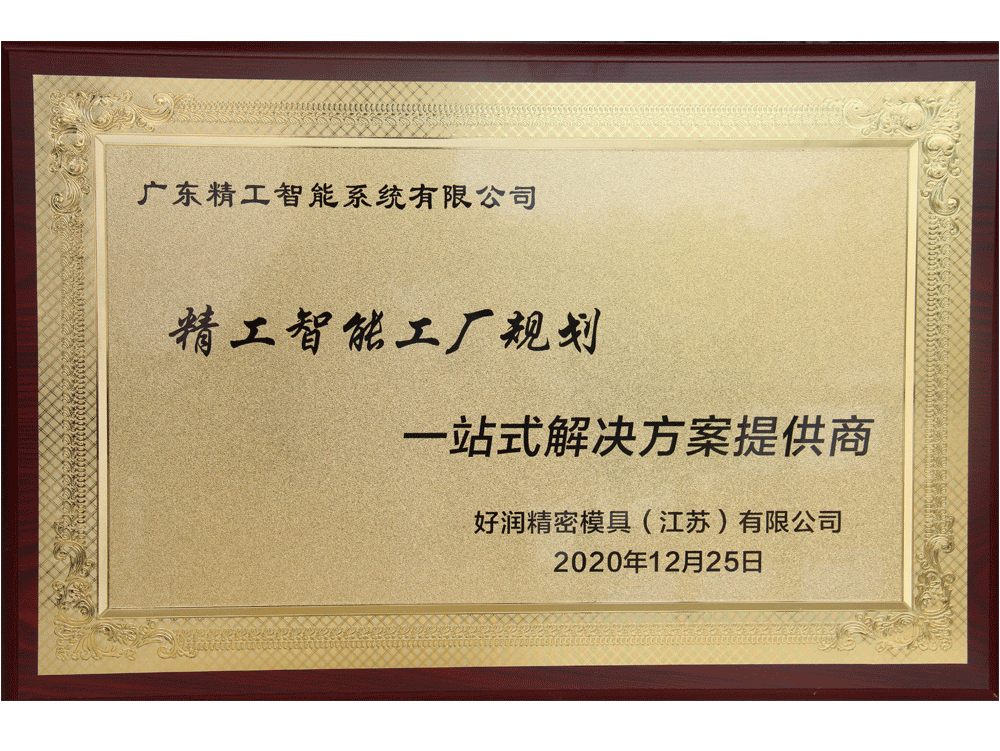 广东精工智能系统有限公司
精工智能工厂规划
一站式解决方案提供商
好润精密模具（江苏）有限公司
2020年12月25日